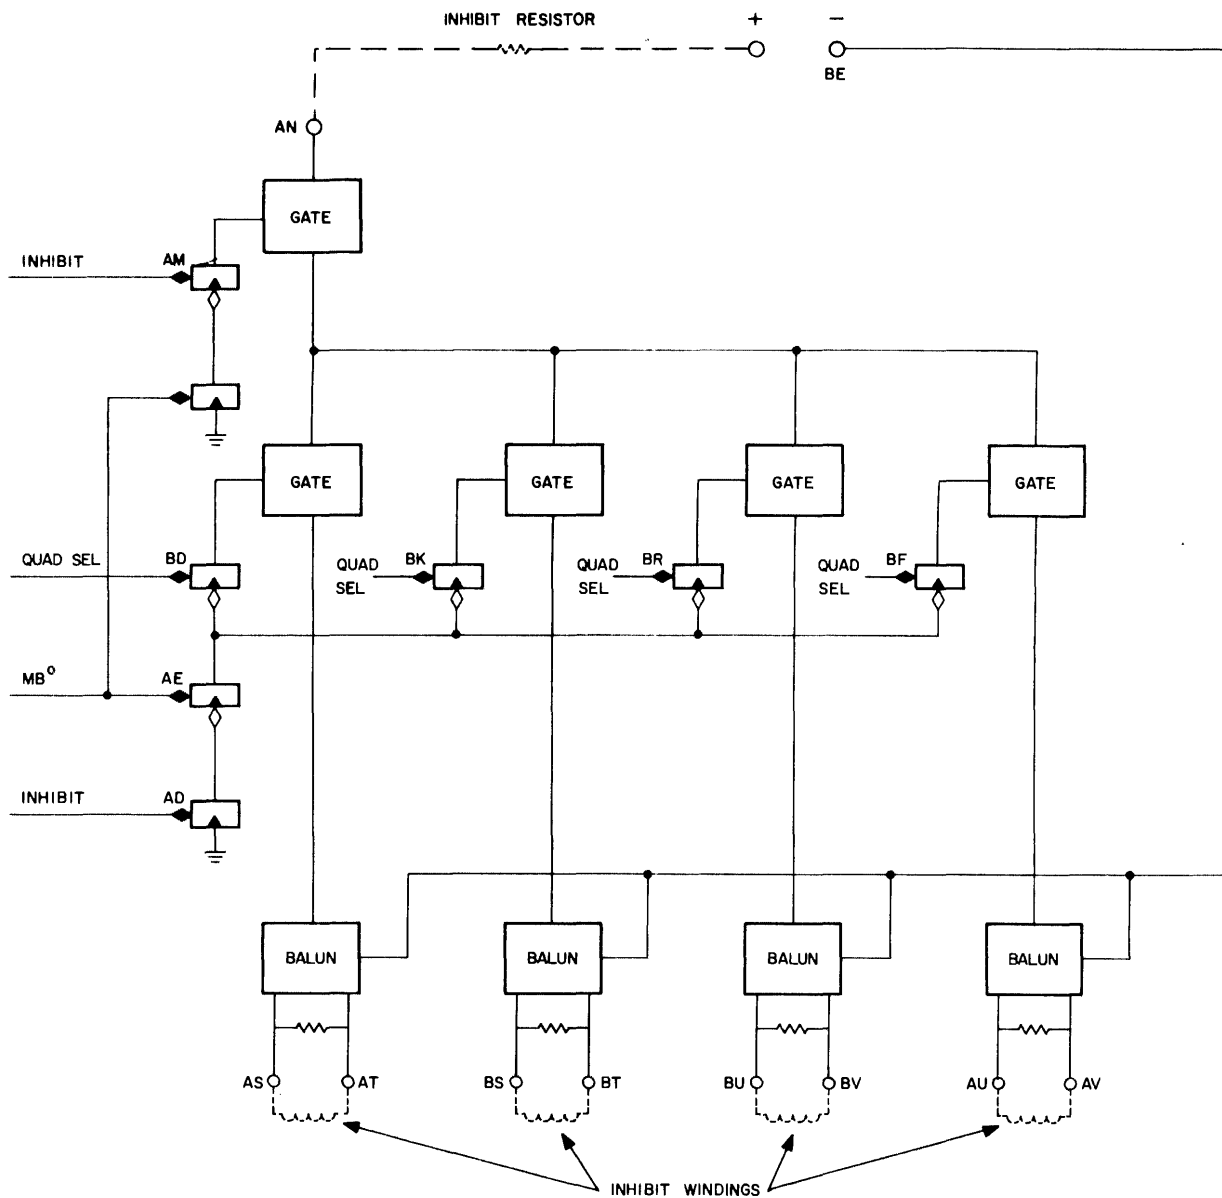 INHIBIT RESISTOR
+ −
BE
AN
GATE
INHIBIT AM
GATE GATE GATE GATE
QUAD SEL BD
QUAD SEL BK
QUAD SEL BR
QUAD SEL BF
MB⁰ AE
INHIBIT AD
BALUN BALUN BALUN BALUN
AS AT BS BT BU BV AU AV
INHIBIT WINDINGS